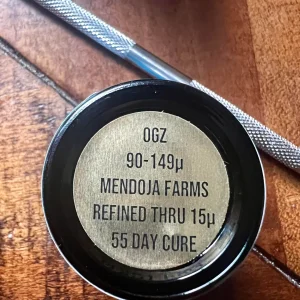 OGZ
90-149µ
MENDOJA FARMS
REFINED THRU 15µ
55 DAY CURE